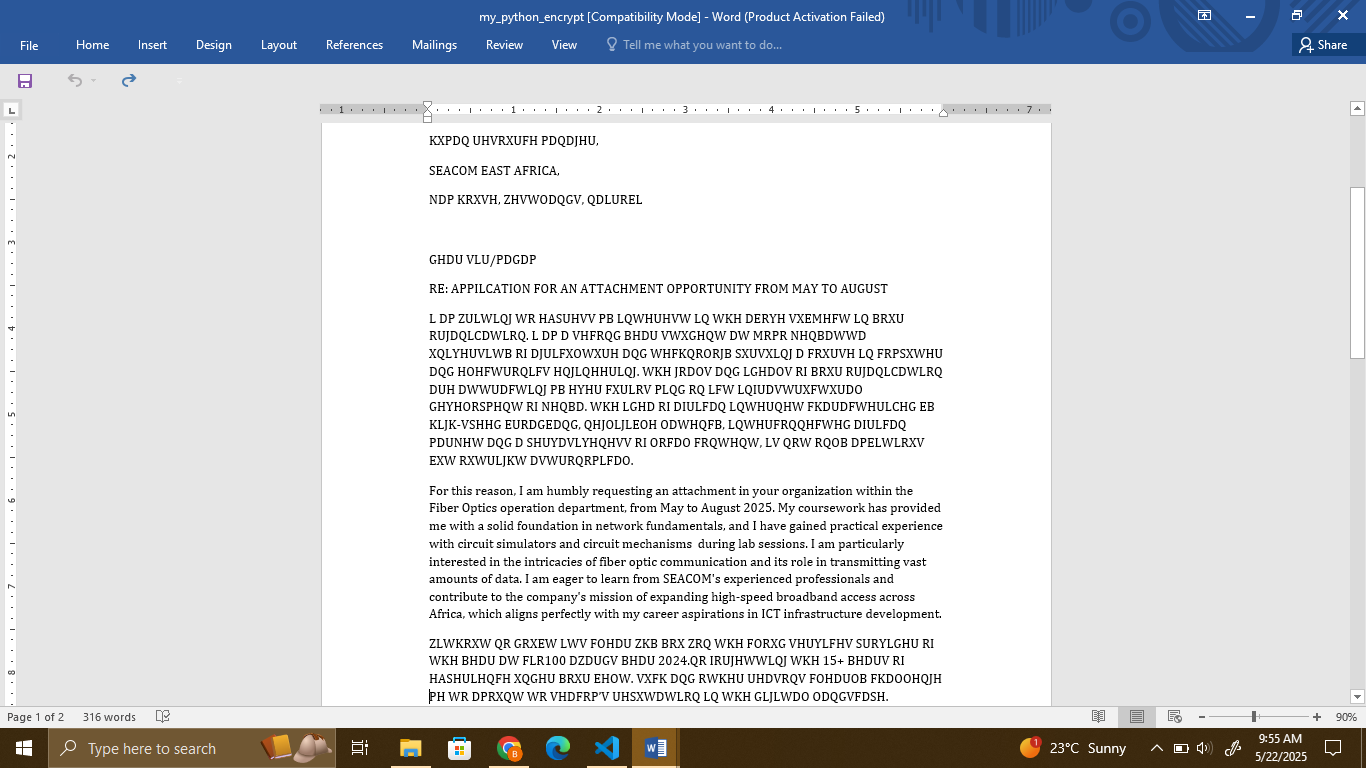 my_python_encrypt [Compatibility Mode] - Word (Product Activation Failed)
File Home Insert Design Layout References Mailings Review View Tell me what you want to do... Share
1 1 2 3 4 5 7
KXPDQ UHVRXUFH PDQDJHU,
SEACOM EAST AFRICA,
NDP KRXVH, ZHVWODQGV, QDLUREL
GHDU VLU/PDGDP
RE: APPILCATION FOR AN ATTACHMENT OPPORTUNITY FROM MAY TO AUGUST
L DP ZULWLQJ WR HASUHVV PB LQWHUHVW LQ WKH DERYH VXEMHFW LQ BRXU
RUJDQLCDWLRQ. L DP D VHFRQG BHDU VWXGHQW DW MRPR NHQBDWWD
XQLYHUVLWB RI DJULFXOWXUH DQG WHFKQRORJB SXUVXLQJ D FRXUVH LQ FRPSXWHU
DQG HOHFWURQLFV HQJLQHHULQJ. WKH JRDOV DQG LGHDOV RI BRXU RUJDQLCDWLRQ
DUH DWWUDFWLQJ PB HYHU FXULRV PLQG RQ LFW LQIUDVWUXFWXUDO
GHYHORSPHQW RI NHQBD. WKH LGHD RI DIULFDQ LQWHUQHW FKDUDFWHULCHG EB
KLJK-VSHHG EURDGEDQG, QHJOLJLEOH ODWHQFB, LQWHUFRQQHFWHG DIULFDQ
PDUNHW DQG D SHUYDVLYHQHVV RI ORFDO FRQWHQW, LV QRW RQOB DPELWLRXV
EXW RXWULJKW DVWURQRPLFDO.
For this reason, I am humbly requesting an attachment in your organization within the
Fiber Optics operation department, from May to August 2025. My coursework has provided
me with a solid foundation in network fundamentals, and I have gained practical experience
with circuit simulators and circuit mechanisms  during lab sessions. I am particularly
interested in the intricacies of fiber optic communication and its role in transmitting vast
amounts of data. I am eager to learn from SEACOM's experienced professionals and
contribute to the company's mission of expanding high-speed broadband access across
Africa, which aligns perfectly with my career aspirations in ICT infrastructure development.
ZLWKRXW QR GRXEW LWV FOHDU ZKB BRX ZRQ WKH FORXG VHUYLFHV SURYLGHU RI
WKH BHDU DW FLR100 DZDUGV BHDU 2024.QR IRUJHWWLQJ WKH 15+ BHDUV RI
HASHULHQFH XQGHU BRXU EHOW. VXFK DQG RWKHU UHDVRQV FOHDUOB FKDOOHQJH
PH WR DPRXQW WR VHDFRP'V UHSXWDWLRQ LQ WKH GLJLWDO ODQGVFDSH.
2
3
4
5
6
7
8
Page 1 of 2 316 words 90%
Type here to search
23°C Sunny
9:55 AM
5/22/2025